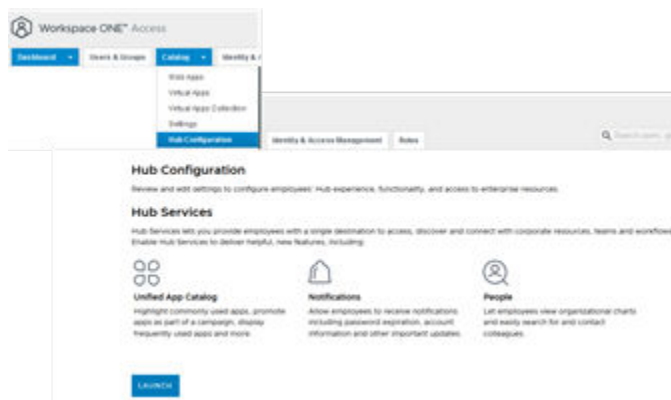 Workspace ONE™ Access
Dashboard
Users & Groups
Catalog
Identity &
Web Apps
Virtual Apps
Virtual Apps Collection
Settings
Hub Configuration
Identity & Access Management
Roles
Search users,
Hub Configuration
Review and edit settings to configure employees' Hub experience, functionality, and access to enterprise resources.
Hub Services
Hub Services lets you provide employees with a single destination to access, discover and connect with corporate resources, teams and workflows
Enable Hub Services to deliver helpful, new features, including:
Unified App Catalog
Highlight commonly used apps, promote
apps as part of a campaign, display
frequently used apps and more.
Notifications
Allow employees to receive notifications
including password expiration, account
information and other important updates.
People
Let employees view organizational charts
and easily search for and contact
colleagues.
LAUNCH